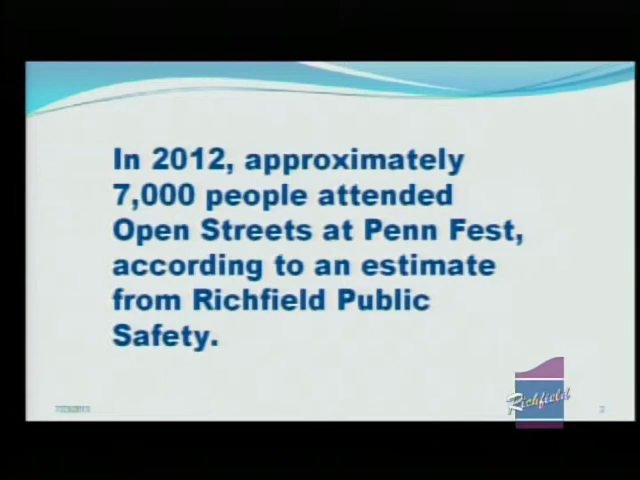 In 2012, approximately
7,000 people attended
Open Streets at Penn Fest,
according to an estimate
from Richfield Public
Safety.
Richfield
2